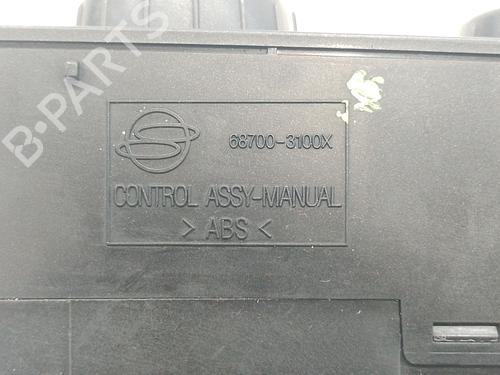 B-PARTS
68700-3100X
CONTROL ASSY-MANUAL
> ABS <